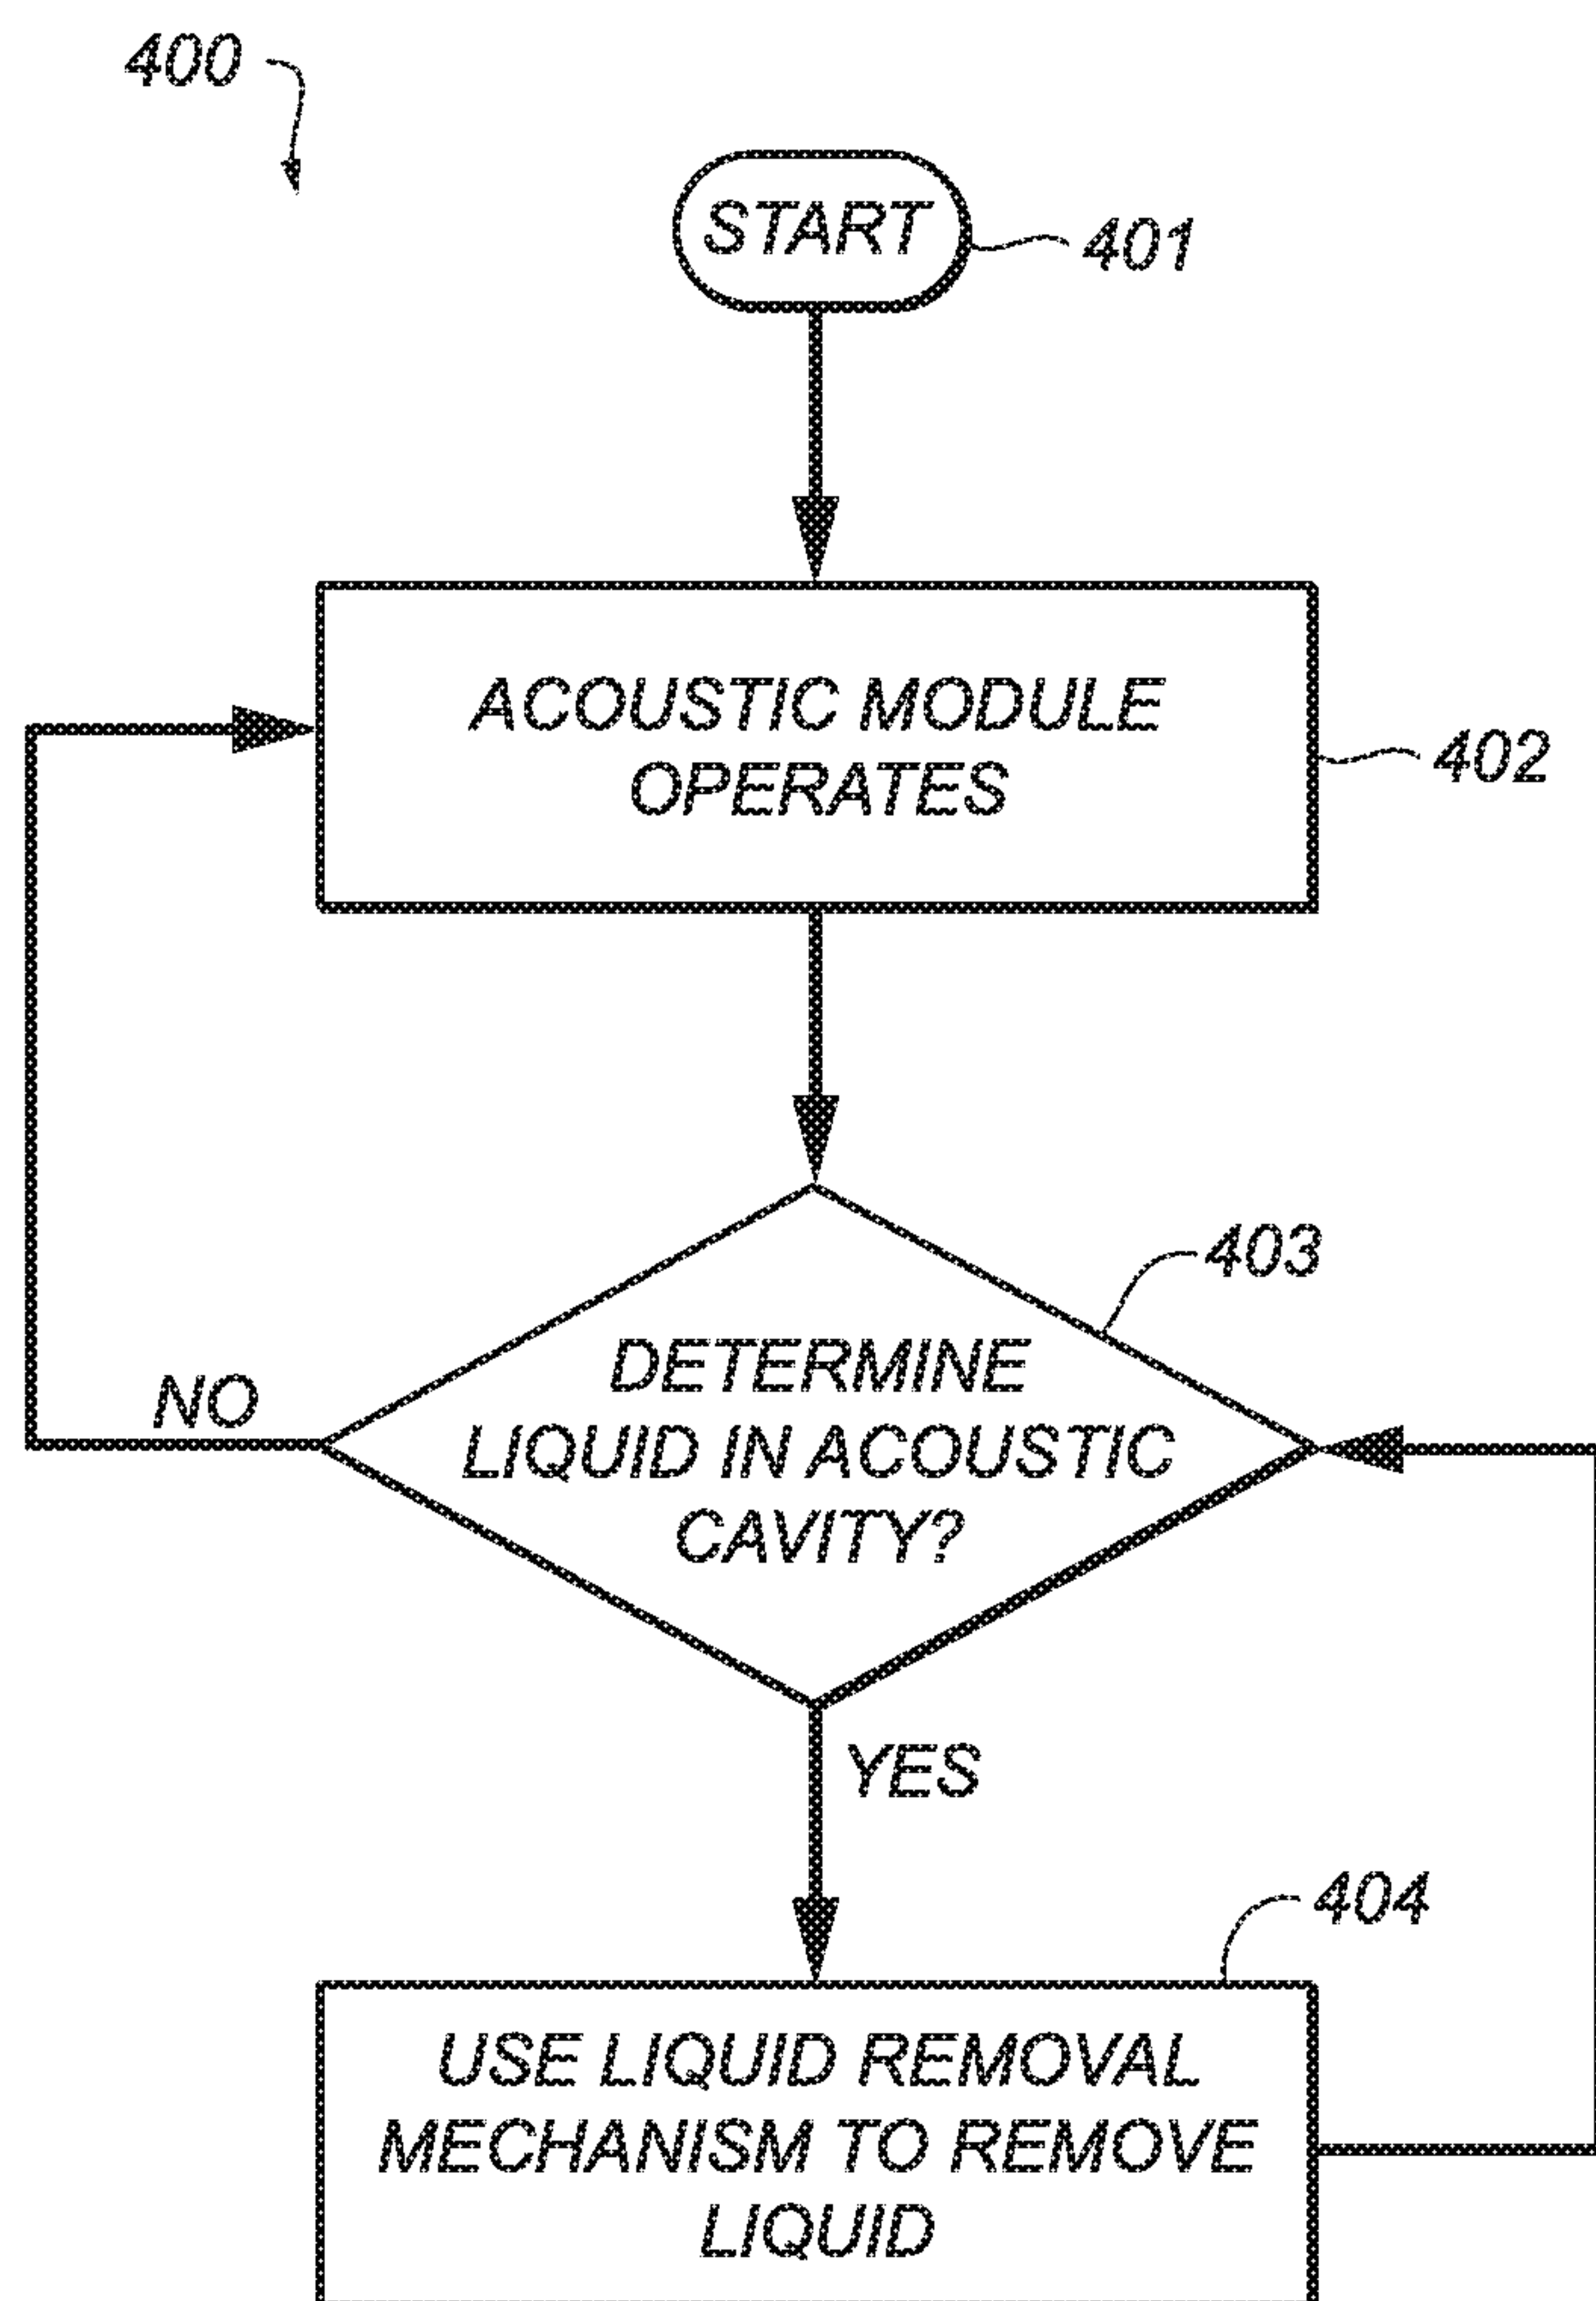 400
START
401
ACOUSTIC MODULE
OPERATES
402
403
DETERMINE
LIQUID IN ACOUSTIC
CAVITY?
NO
YES
404
USE LIQUID REMOVAL
MECHANISM TO REMOVE
LIQUID